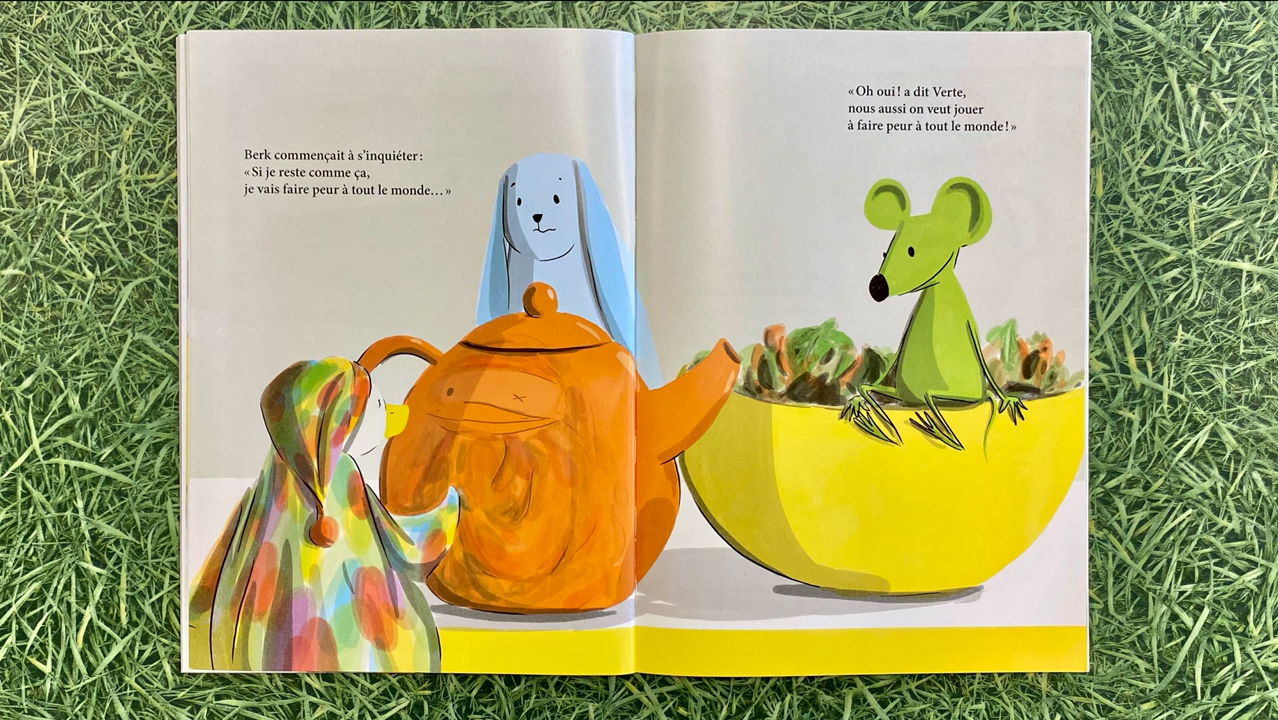 Berk commençait à s'inquiéter :
« Si je reste comme ça,
je vais faire peur à tout le monde... »
« Oh oui ! a dit Verte,
nous aussi on veut jouer
à faire peur à tout le monde ! »